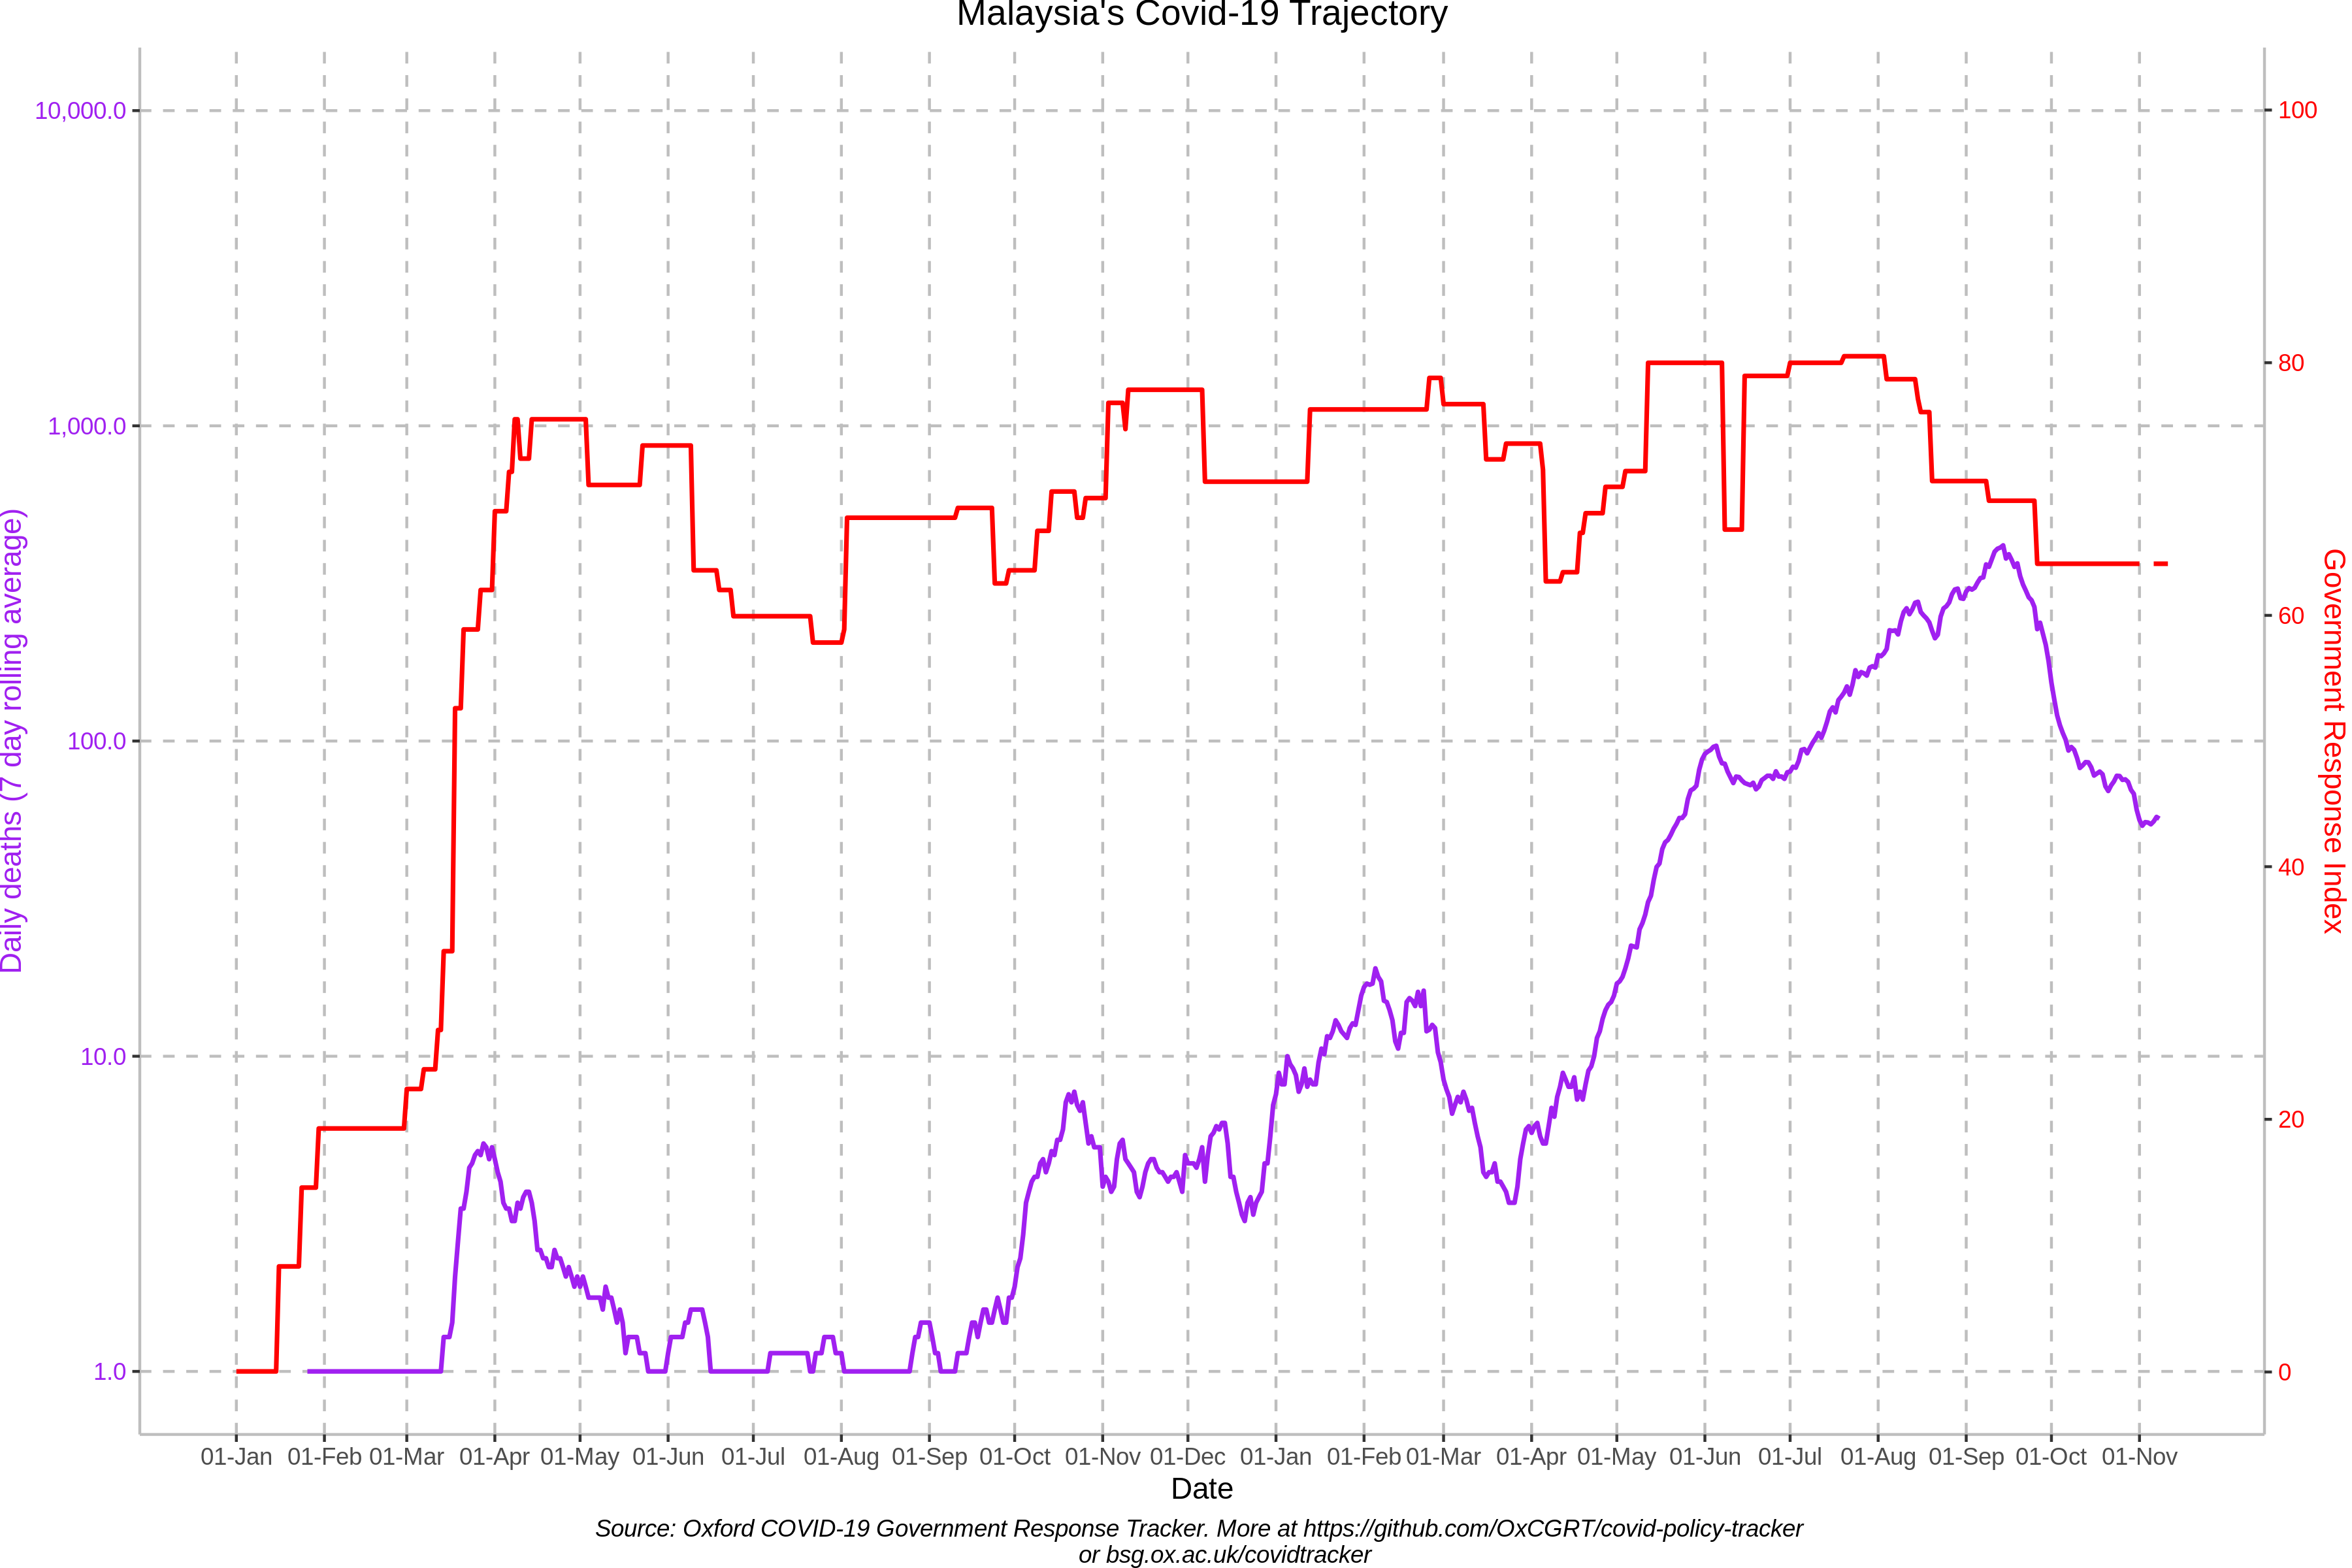 Malaysia's Covid-19 Trajectory
10,000.0
1,000.0
100.0
10.0
1.0
Daily deaths (7 day rolling average)
100
80
60
40
20
0
Government Response Index
01-Jan 01-Feb 01-Mar 01-Apr 01-May 01-Jun 01-Jul 01-Aug 01-Sep 01-Oct 01-Nov 01-Dec 01-Jan 01-Feb 01-Mar 01-Apr 01-May 01-Jun 01-Jul 01-Aug 01-Sep 01-Oct 01-Nov
Date
Source: Oxford COVID-19 Government Response Tracker. More at https://github.com/OxCGRT/covid-policy-tracker
or bsg.ox.ac.uk/covidtracker